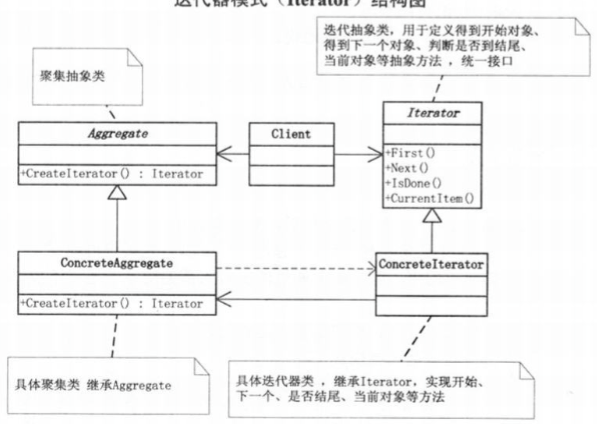 迭代器模式（Iterator）结构图
迭代抽象类，用于定义得到开始对象、
得到下一个对象、判断是否到结尾、
当前对象等抽象方法 ，统一接口
聚集抽象类
Aggregate
Client
Iterator
+CreateIterator() : Iterator
+First()
+Next()
+IsDone()
+CurrentItem()
ConcreteAggregate
ConcreteIterator
+CreateIterator() : Iterator
具体聚集类 继承Aggregate
具体迭代器类 ，继承Iterator，实现开始、
下一个、是否结尾、当前对象等方法